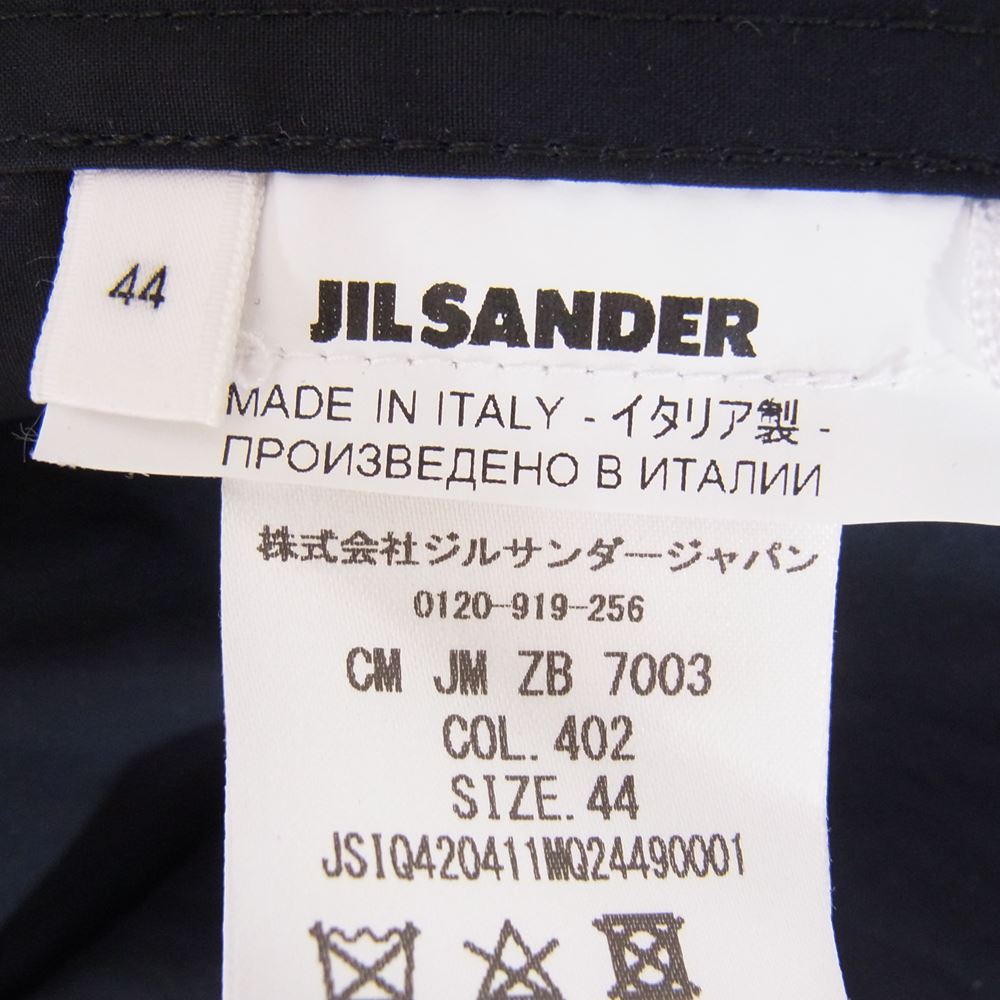 44
JILSANDER
MADE IN ITALY - イタリア製 -
ПРОИЗВЕДЕНО В ИТАЛИИ
株式会社ジルサンダージャパン
0120-919-256
CM JM ZB 7003
COL. 402
SIZE. 44
JSIQ420411MQ24490001